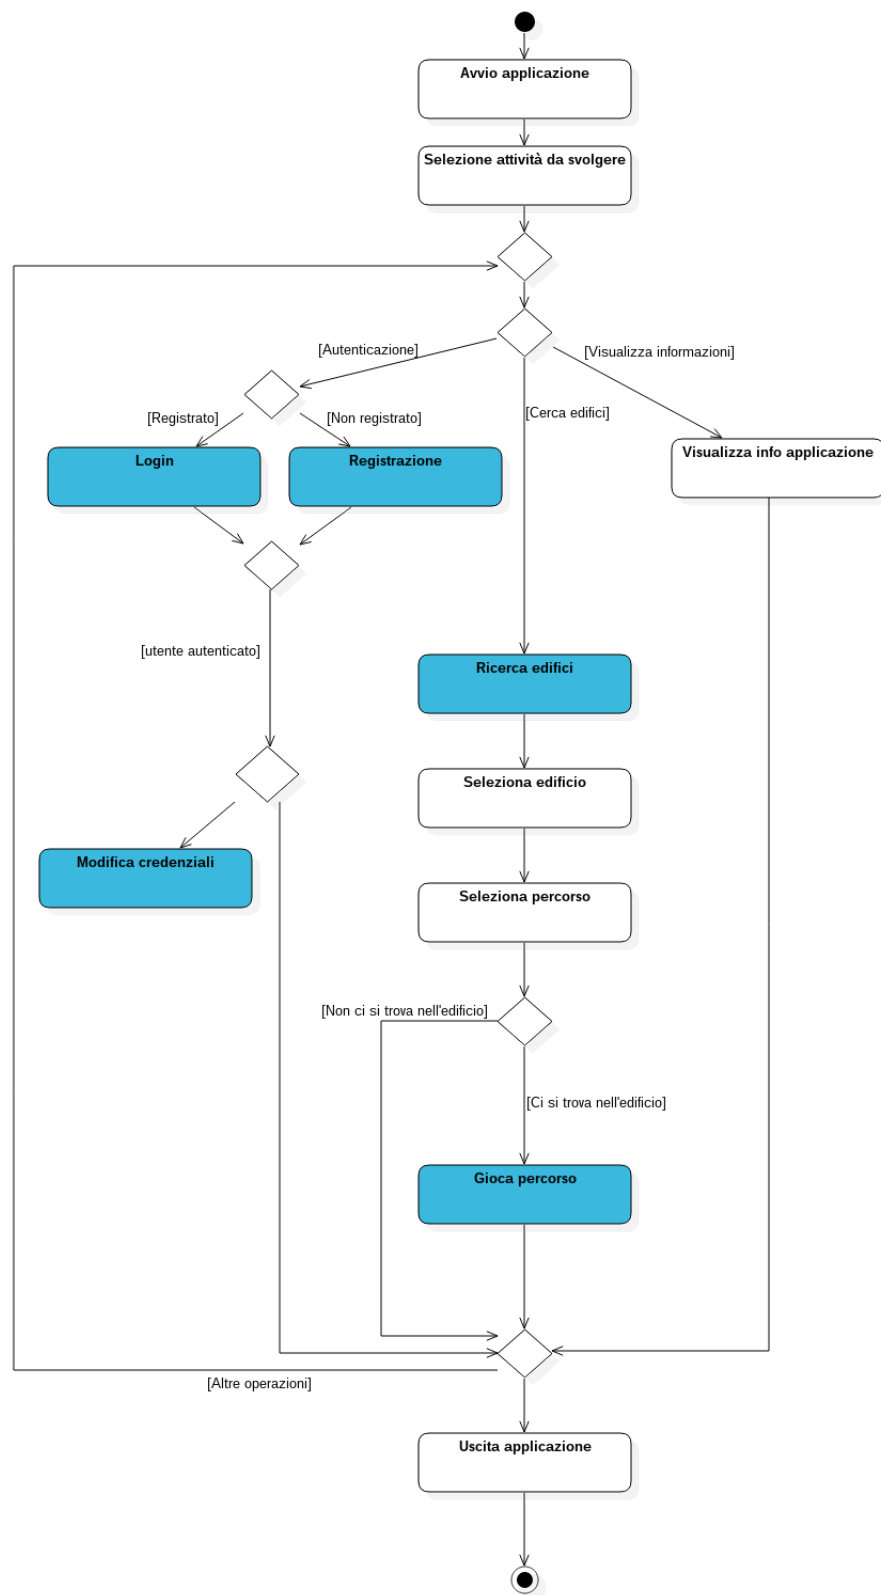 Avvio applicazione
Selezione attività da svolgere
[Autenticazione]
[Visualizza informazioni]
[Registrato]
[Non registrato]
[Cerca edifici]
Login
Registrazione
Visualizza info applicazione
[utente autenticato]
Ricerca edifici
Seleziona edificio
Modifica credenziali
Seleziona percorso
[Non ci si trova nell'edificio]
[Ci si trova nell'edificio]
Gioca percorso
[Altre operazioni]
Uscita applicazione